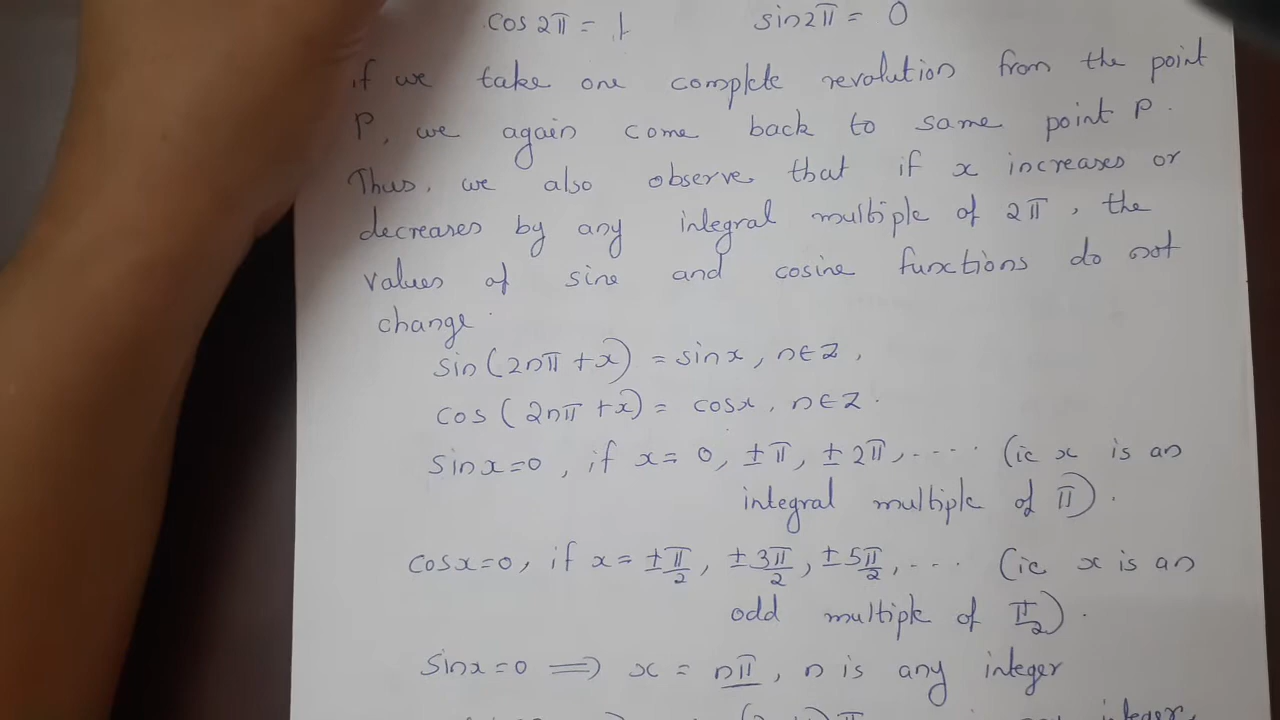 cos 2π = 1 sin 2π = 0
if we take one complete revolution from the point
P, we again come back to same point P.
Thus, we also observe that if x increases or
decreases by any integral multiple of 2π, the
values of sine and cosine functions do not
change.
sin (2nπ + x) = sin x, n ∈ Z,
cos (2nπ + x) = cos x, n ∈ Z.
sin x = 0, if x = 0, ±π, ±2π, .... (ie x is an
integral multiple of π).
cos x = 0, if x = ±π/2, ±3π/2, ±5π/2, ... (ie x is an
odd multiple of π/2).
sin x = 0 ⟹ x = nπ, n is any integer
integer,